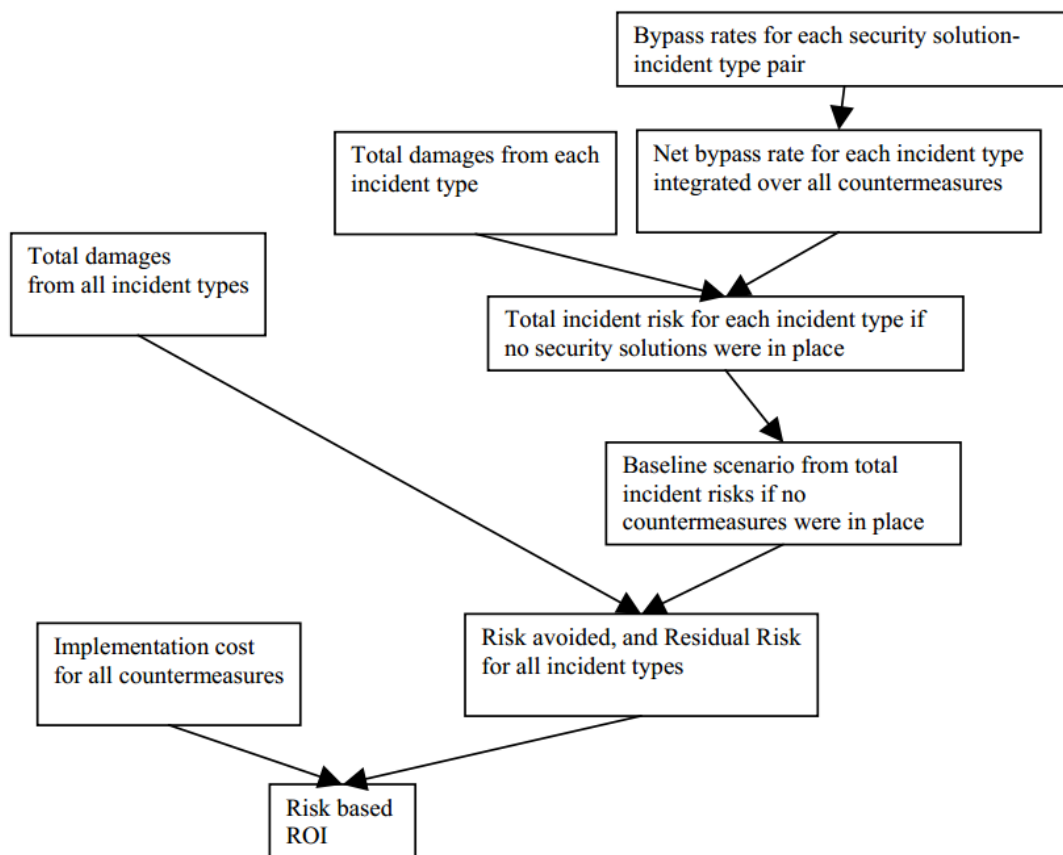 Bypass rates for each security solution-
incident type pair
Total damages from each
incident type
Net bypass rate for each incident type
integrated over all countermeasures
Total damages
from all incident types
Total incident risk for each incident type if
no security solutions were in place
Baseline scenario from total
incident risks if no
countermeasures were in place
Implementation cost
for all countermeasures
Risk avoided, and Residual Risk
for all incident types
Risk based
ROI